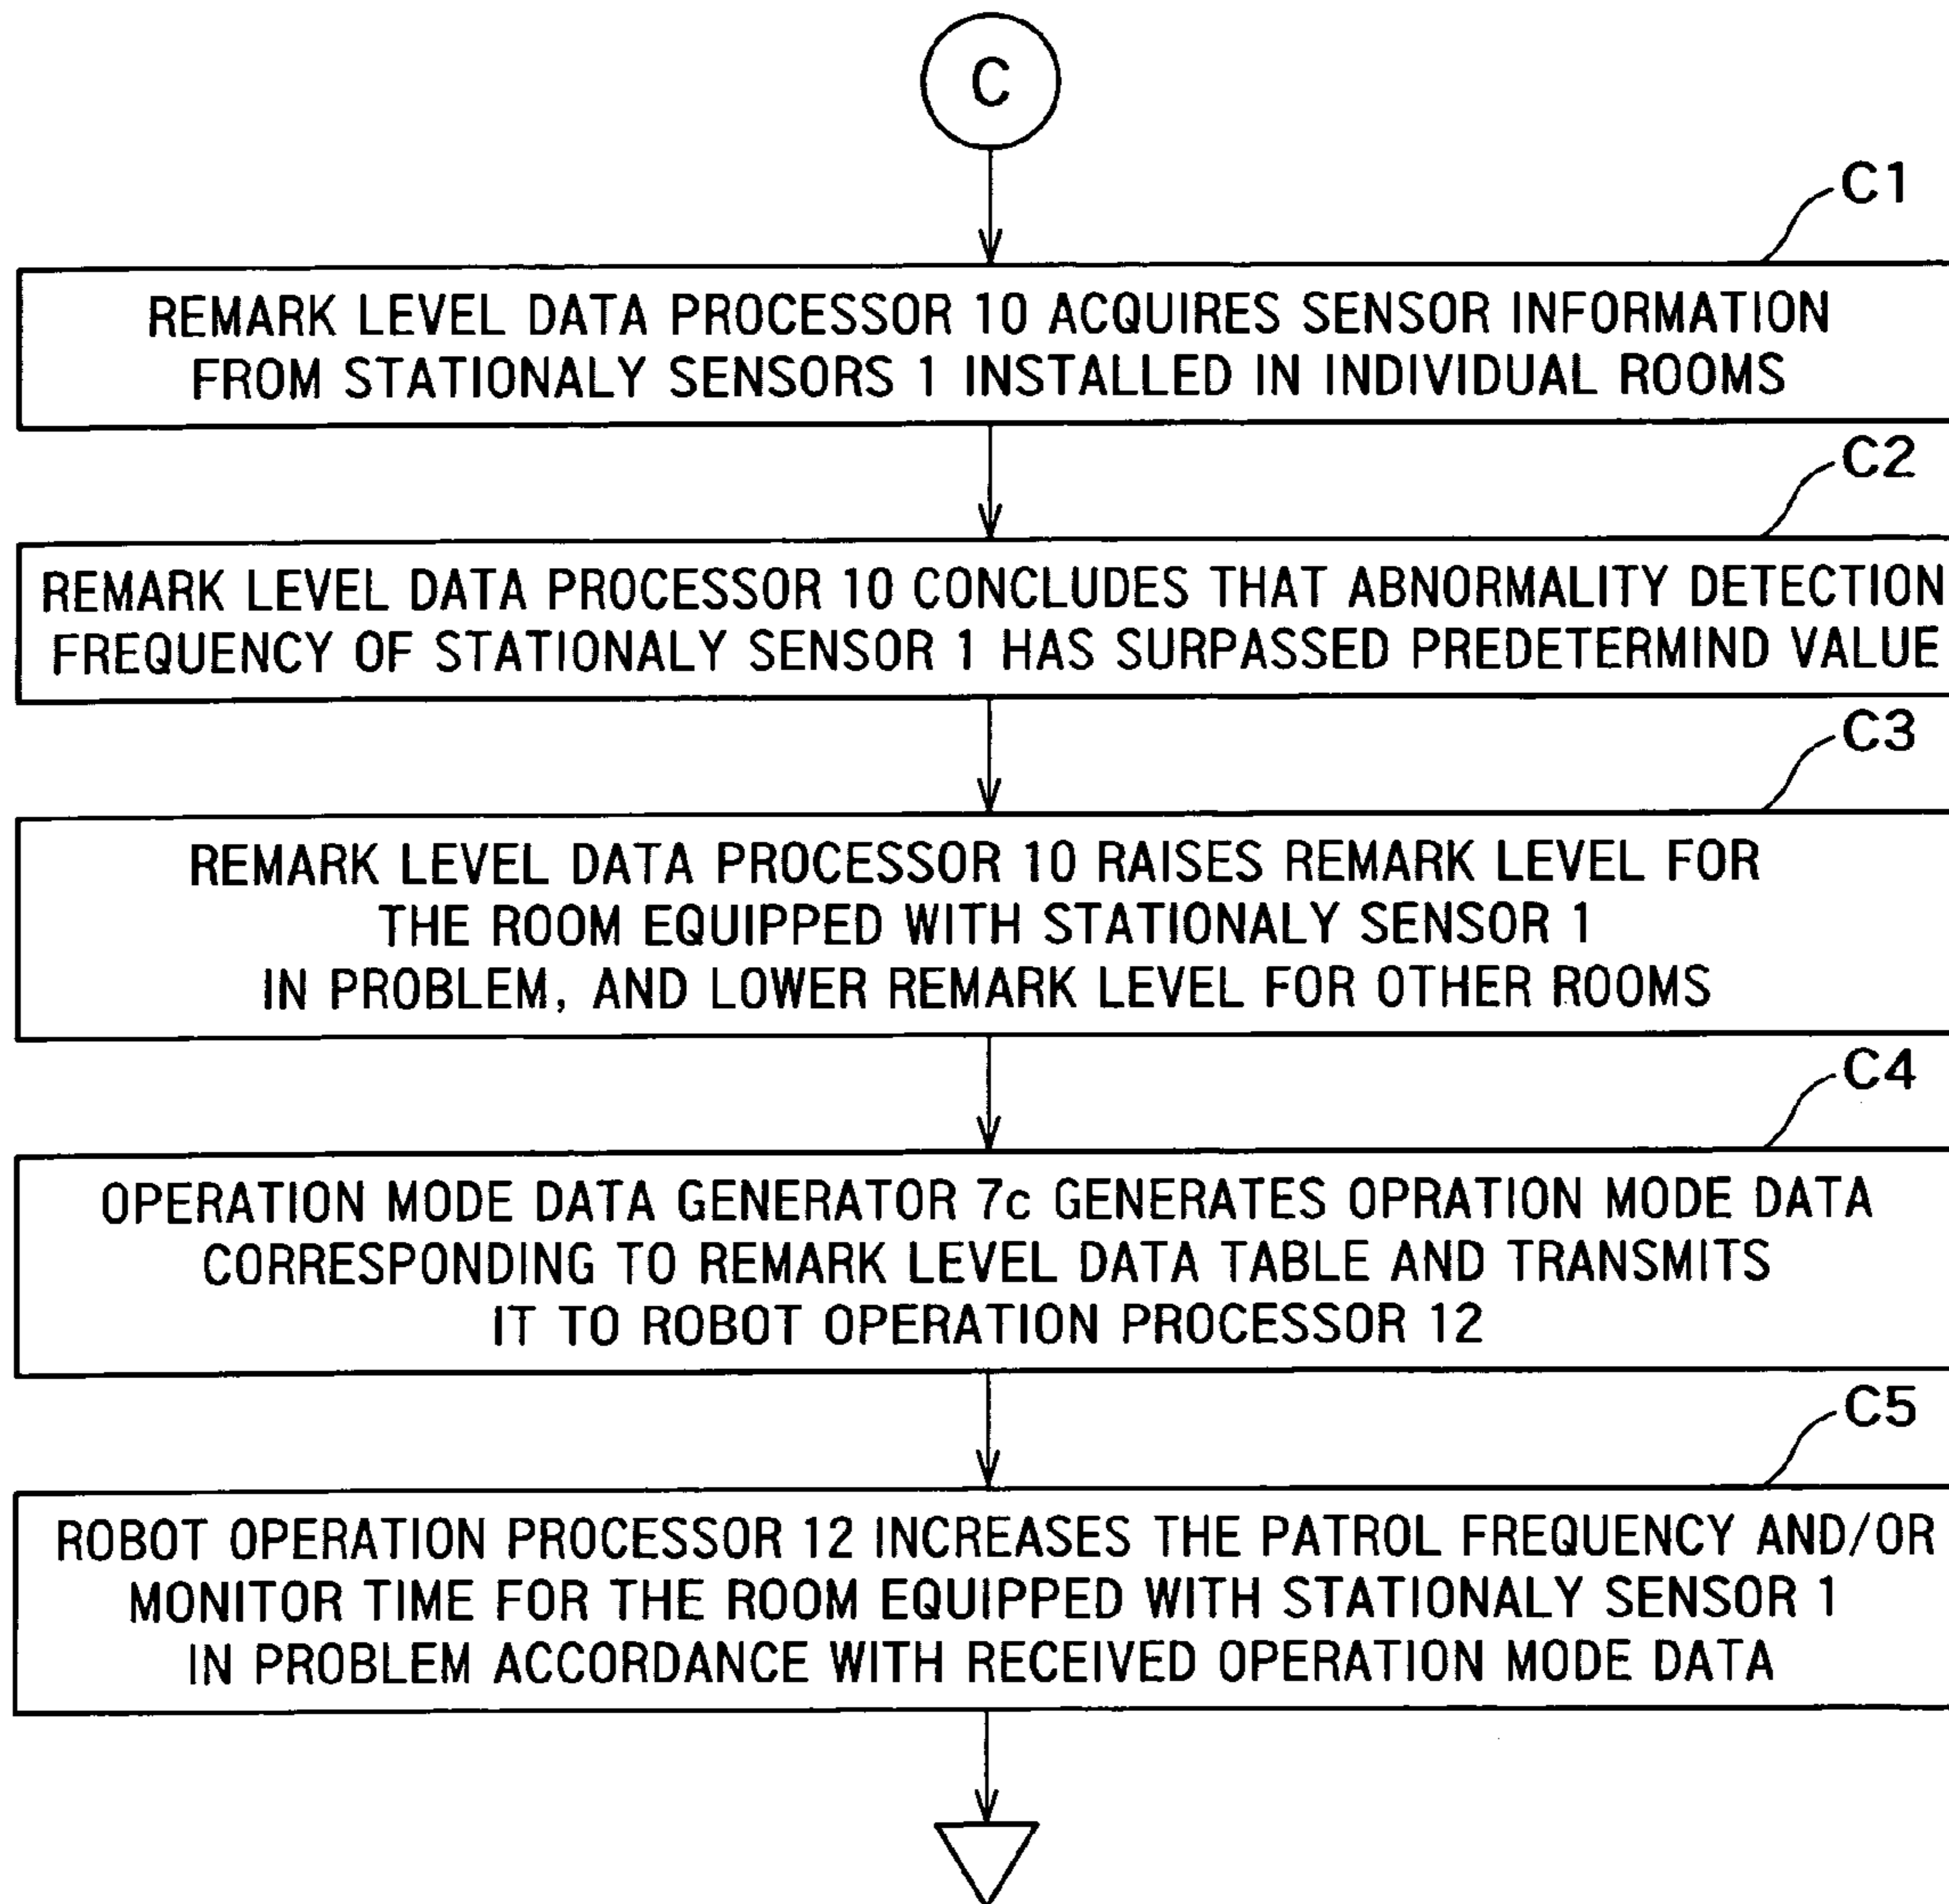 C
C1
REMARK LEVEL DATA PROCESSOR 10 ACQUIRES SENSOR INFORMATION
FROM STATIONALY SENSORS 1 INSTALLED IN INDIVIDUAL ROOMS
C2
REMARK LEVEL DATA PROCESSOR 10 CONCLUDES THAT ABNORMALITY DETECTION
FREQUENCY OF STATIONALY SENSOR 1 HAS SURPASSED PREDETERMIND VALUE
C3
REMARK LEVEL DATA PROCESSOR 10 RAISES REMARK LEVEL FOR
THE ROOM EQUIPPED WITH STATIONALY SENSOR 1
IN PROBLEM, AND LOWER REMARK LEVEL FOR OTHER ROOMS
C4
OPERATION MODE DATA GENERATOR 7c GENERATES OPRATION MODE DATA
CORRESPONDING TO REMARK LEVEL DATA TABLE AND TRANSMITS
IT TO ROBOT OPERATION PROCESSOR 12
C5
ROBOT OPERATION PROCESSOR 12 INCREASES THE PATROL FREQUENCY AND/OR
MONITOR TIME FOR THE ROOM EQUIPPED WITH STATIONALY SENSOR 1
IN PROBLEM ACCORDANCE WITH RECEIVED OPERATION MODE DATA